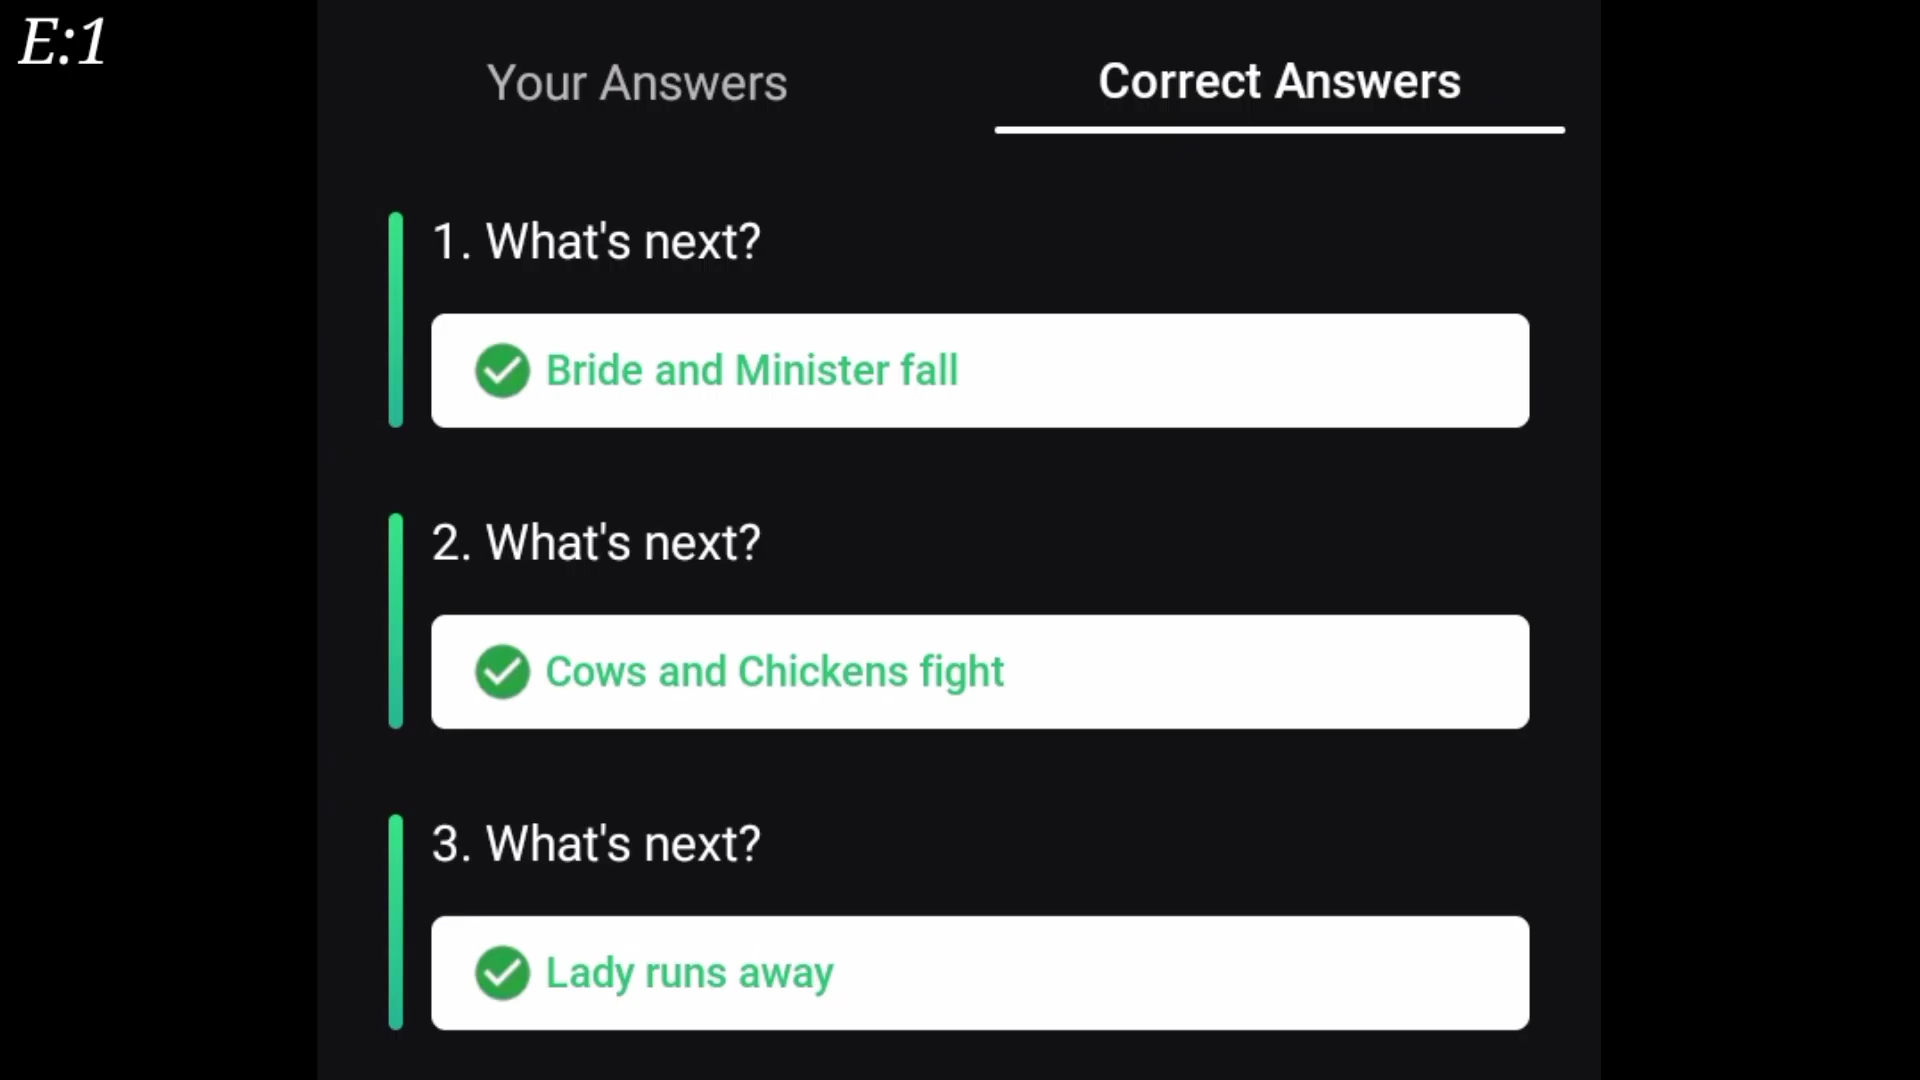 E:1
Your Answers
Correct Answers
1. What's next?
Bride and Minister fall
2. What's next?
Cows and Chickens fight
3. What's next?
Lady runs away